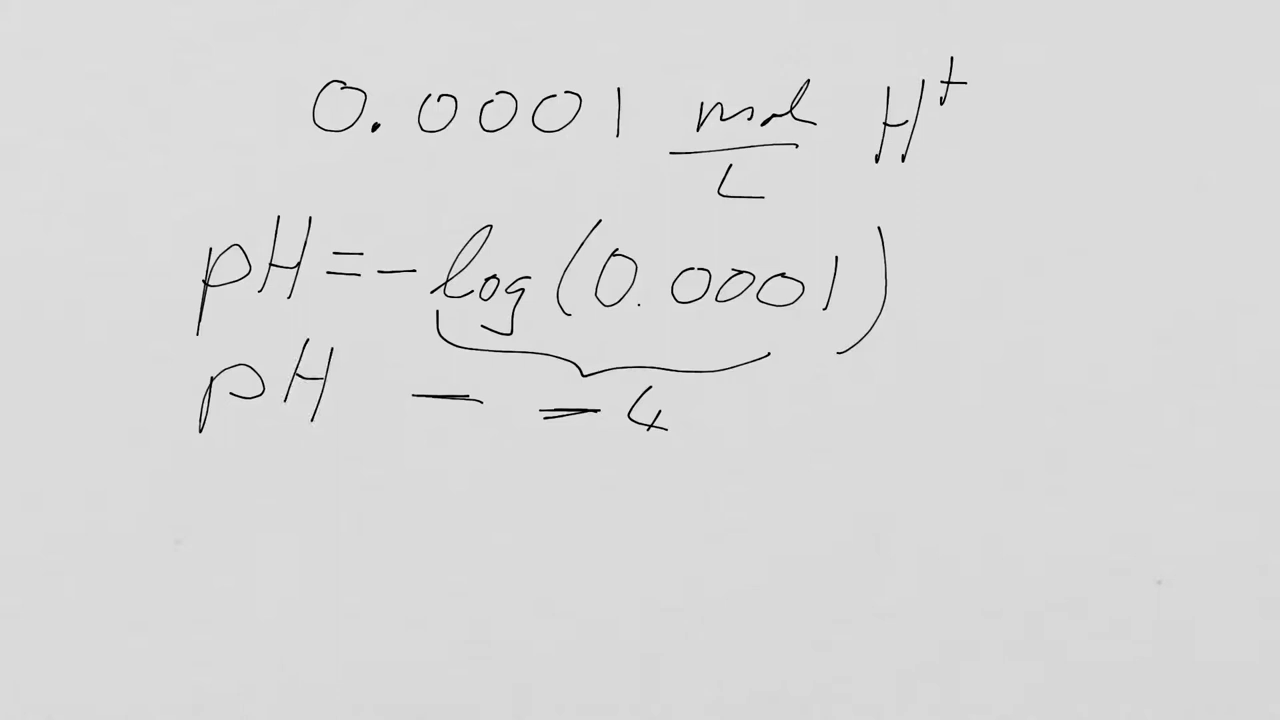 0.0001 mol/L H⁺
pH = - log (0.0001)
pH - = 4